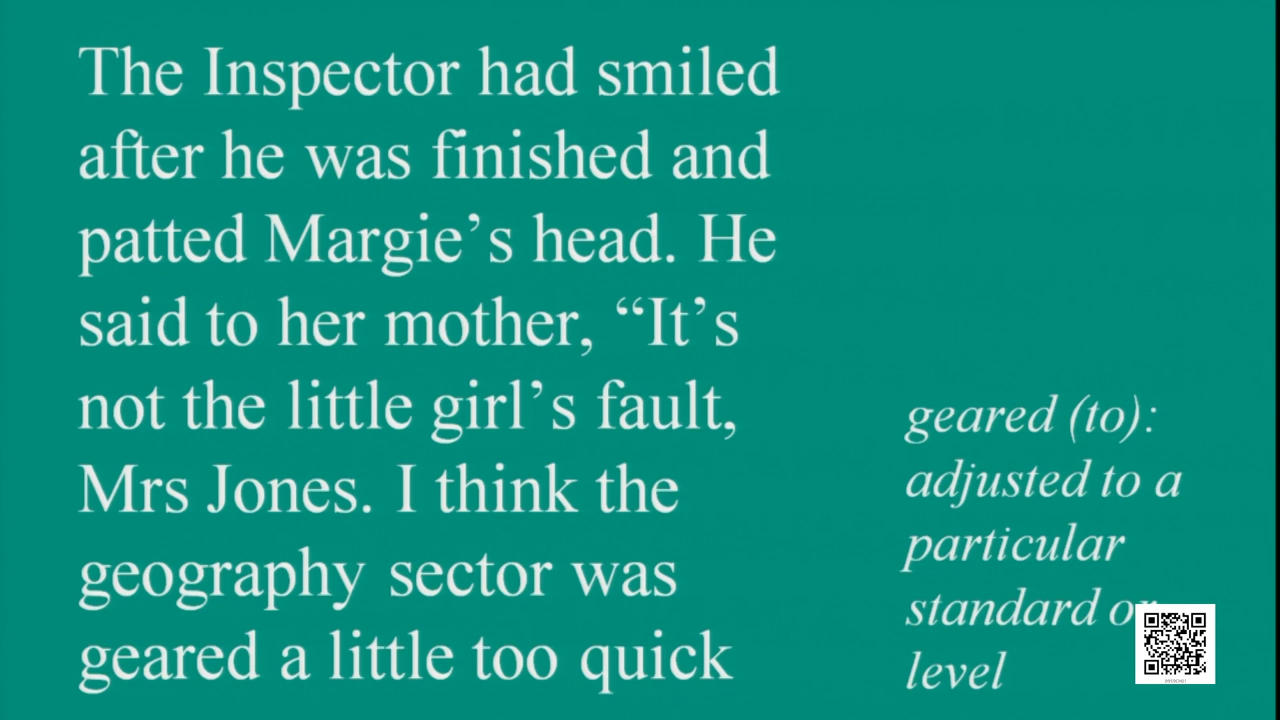 The Inspector had smiled
after he was finished and
patted Margie’s head. He
said to her mother, “It’s
not the little girl’s fault,
Mrs Jones. I think the
geography sector was
geared a little too quick
geared (to):
adjusted to a
particular
standard or
level